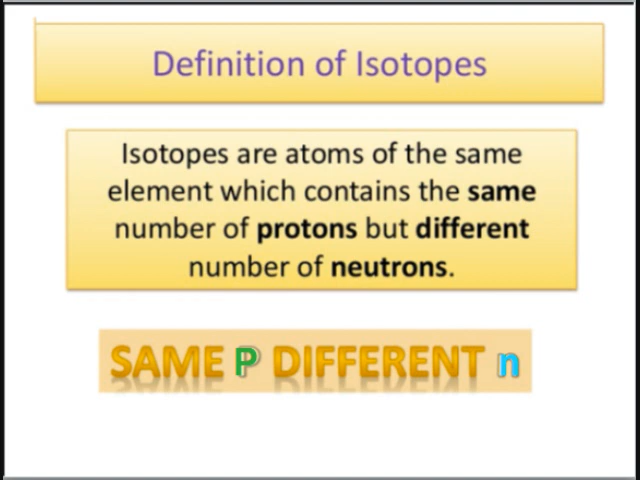 Definition of Isotopes
Isotopes are atoms of the same
element which contains the same
number of protons but different
number of neutrons.
SAME P DIFFERENT n